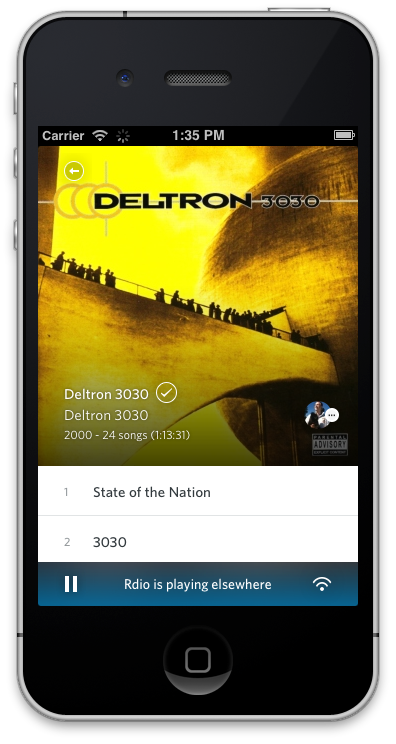 Carrier 1:35 PM
DELTRON 3030
Deltron 3030
Deltron 3030
2000 - 24 songs (1:13:31)
PARENTAL
ADVISORY
EXPLICIT CONTENT
1 State of the Nation
2 3030
Rdio is playing elsewhere